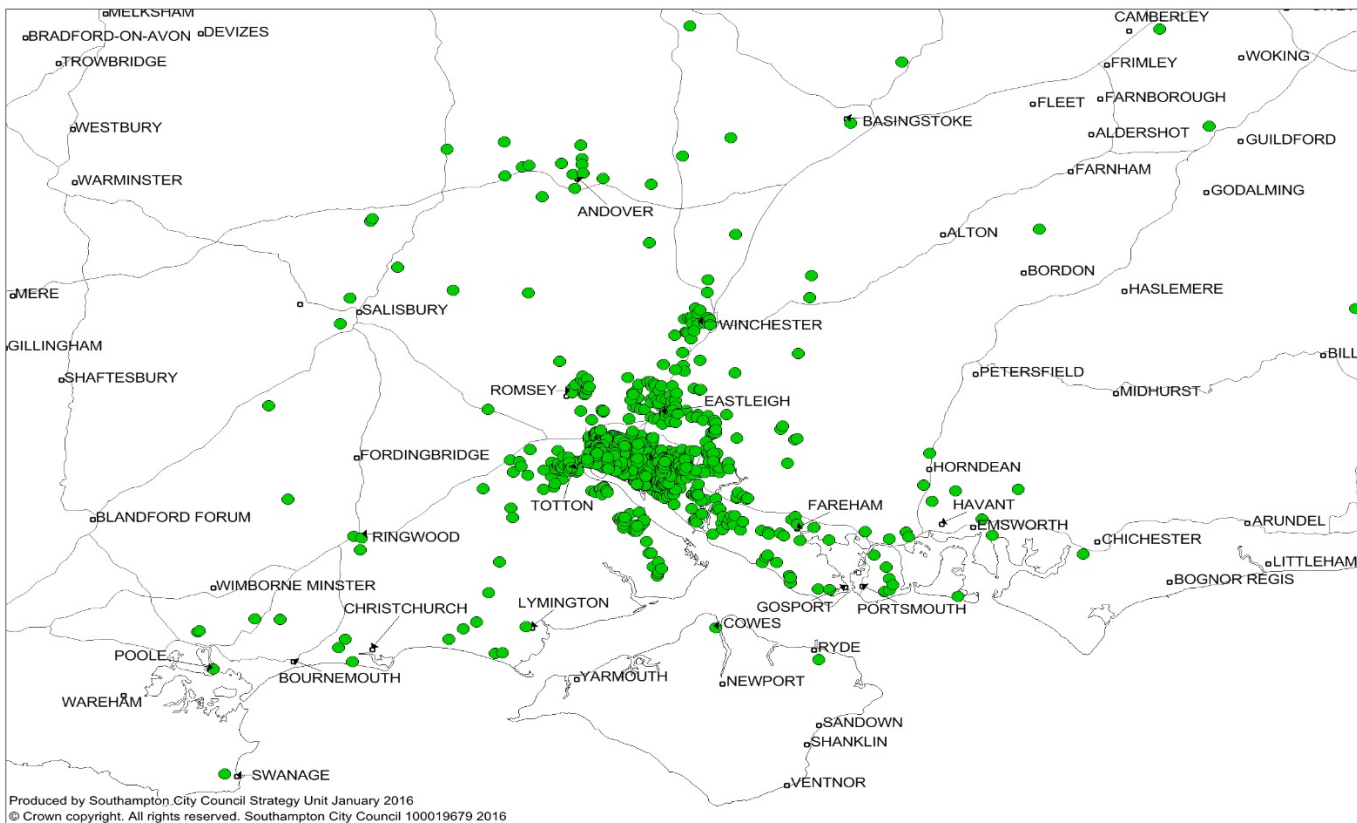 MELKSHAM
CAMBERLEY
BRADFORD-ON-AVON
DEVIZES
TROWBRIDGE
FRIMLEY
WOKING
FLEET
FARNBOROUGH
WESTBURY
BASINGSTOKE
ALDERSHOT
GUILDFORD
WARMINSTER
FARNHAM
GODALMING
ANDOVER
ALTON
BORDON
MERE
HASLEMERE
SALISBURY
WINCHESTER
GILLINGHAM
BILL
SHAFTESBURY
PETERSFIELD
ROMSEY
MIDHURST
EASTLEIGH
FORDINGBRIDGE
HORNDEAN
TOTTON
FAREHAM
HAVANT
BLANDFORD FORUM
EMSWORTH
ARUNDEL
RINGWOOD
CHICHESTER
LITTLEHAM
WIMBORNE MINSTER
BOGNOR REGIS
CHRISTCHURCH
LYMINGTON
GOSPORT
PORTSMOUTH
COWES
POOLE
RYDE
BOURNEMOUTH
YARMOUTH
NEWPORT
WAREHAM
SANDOWN
SHANKLIN
SWANAGE
VENTNOR
Produced by Southampton City Council Strategy Unit January 2016
© Crown copyright. All rights reserved. Southampton City Council 100019679 2016